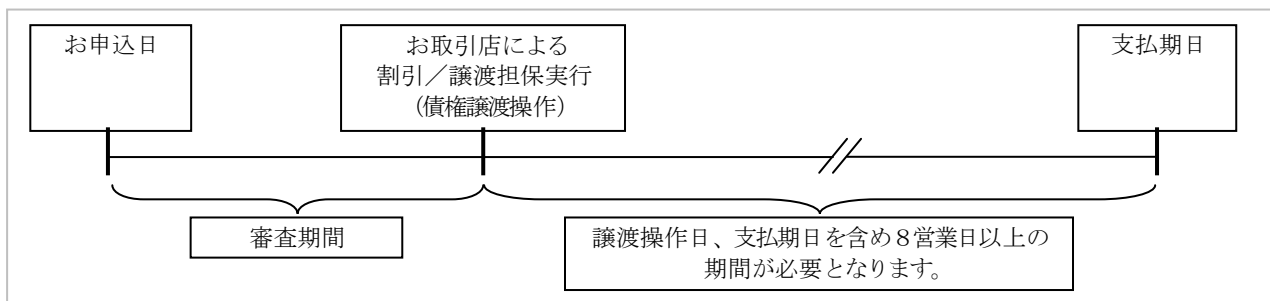 お申込日
お取引店による
割引／譲渡担保実行
（債権譲渡操作）
支払期日
審査期間
譲渡操作日、支払期日を含め８営業日以上の
期間が必要となります。